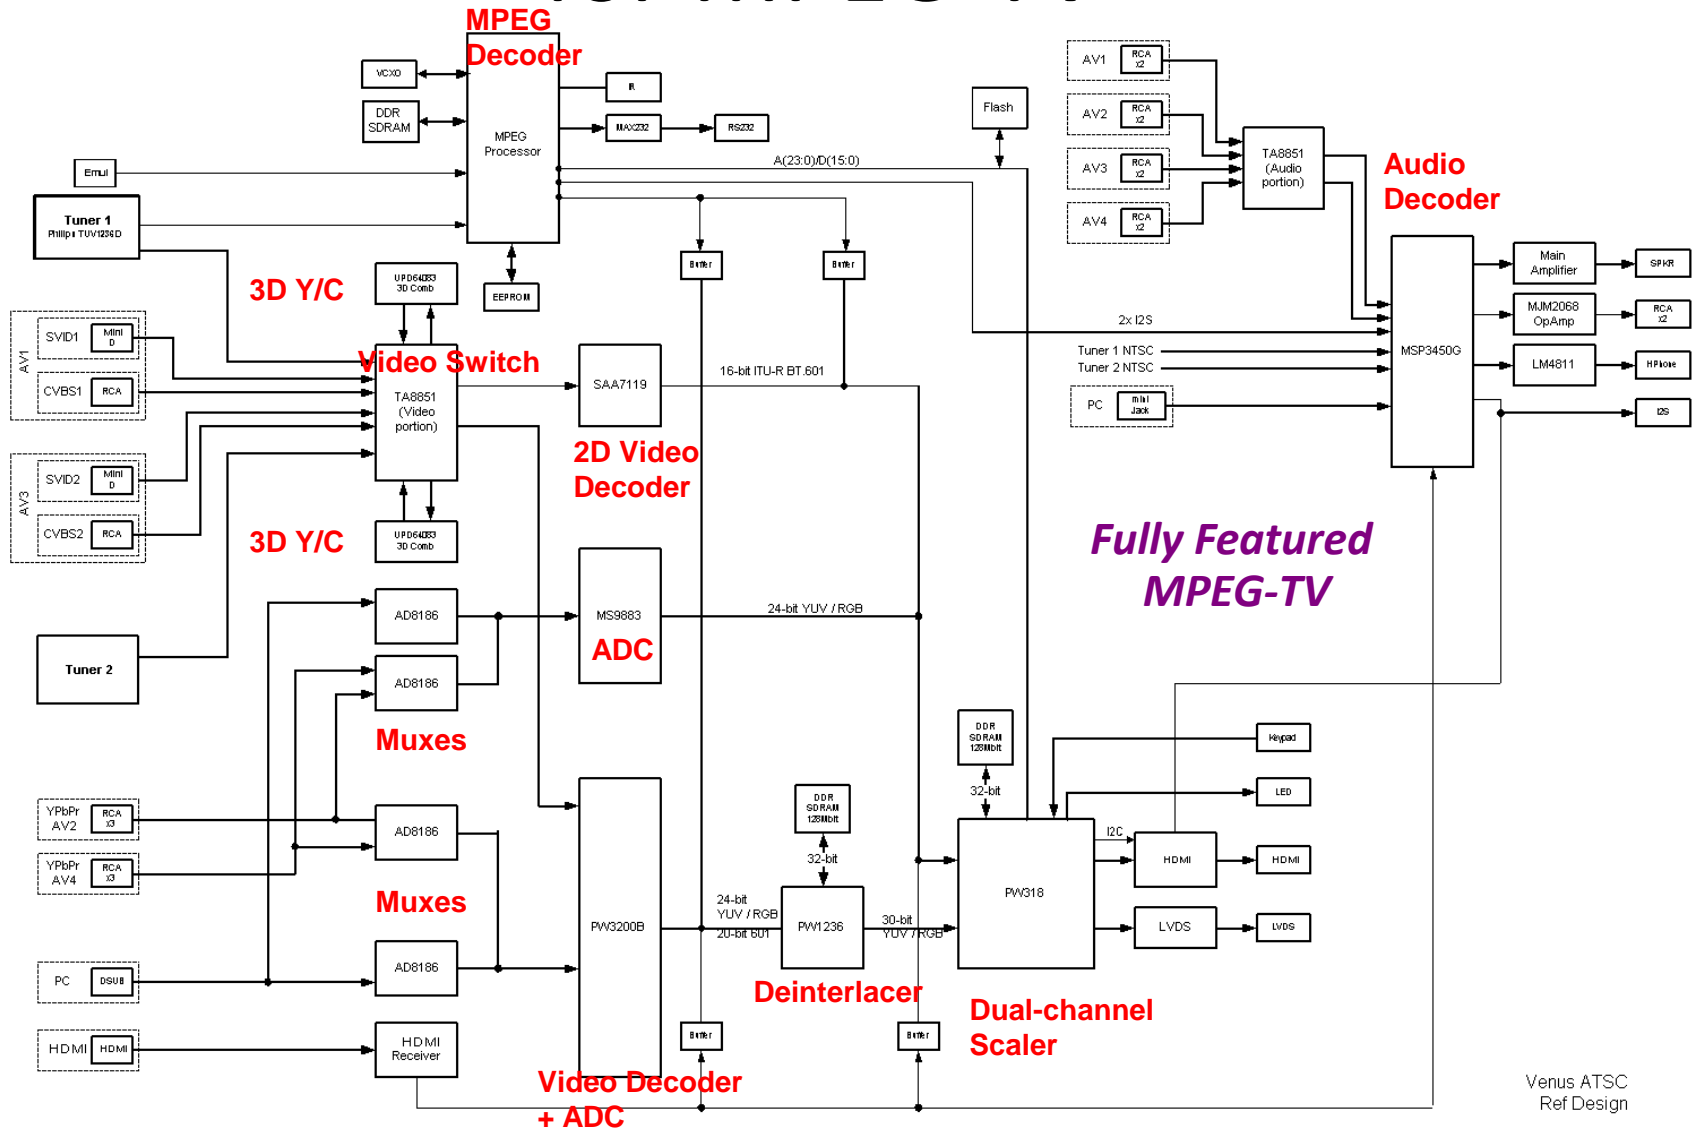 MPEG
Decoder
VCXO
DDR
SDRAM
MPEG
Processor
IR
MAX232
RS232
Flash
A(23:0)/D(15:0)
Emul
Tuner 1
Philips TUV1236D
Buffer
Buffer
EEPROM
3D Y/C
UPD64083
3D Comb
AV1
SVID1
Mini
D
CVBS1
RCA
AV3
SVID2
Mini
D
CVBS2
RCA
Video Switch
TA8851
(Video
portion)
SAA7119
16-bit ITU-R BT.601
2D Video
Decoder
3D Y/C
UPD64083
3D Comb
AV1
RCA
x2
AV2
RCA
x2
AV3
RCA
x2
AV4
RCA
x2
TA8851
(Audio
portion)
Audio
Decoder
2x I2S
Tuner 1 NTSC
Tuner 2 NTSC
PC
mini
Jack
MSP3450G
Main
Amplifier
SPKR
MJM2068
OpAmp
RCA
x2
LM4811
HPhone
I2S
Fully Featured
MPEG-TV
Tuner 2
AD8186
AD8186
Muxes
MS9883
ADC
24-bit YUV / RGB
YPbPr
AV2
RCA
x3
YPbPr
AV4
RCA
x3
AD8186
Muxes
AD8186
PC
DSUB
HDMI
HDMI
HDMI
Receiver
PW3200B
Video Decoder
+ ADC
24-bit
YUV / RGB
20-bit 601
DDR
SDRAM
128Mbit
32-bit
PW1236
Deinterlacer
30-bit
YUV / RGB
Buffer
Buffer
DDR
SDRAM
128Mbit
32-bit
PW318
Dual-channel
Scaler
Keypad
LED
I2C
HDMI
HDMI
LVDS
LVDS
Venus ATSC
Ref Design